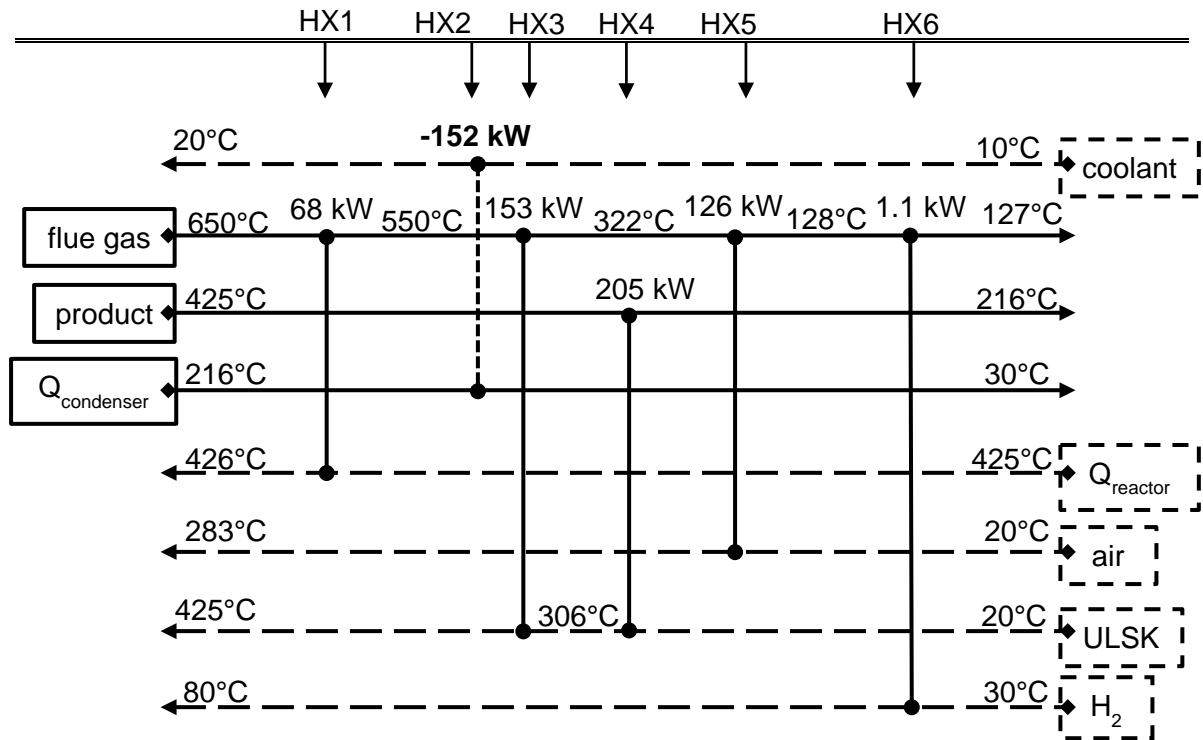 HX1 HX2 HX3 HX4 HX5 HX6
20°C -152 kW 10°C coolant
flue gas 650°C 68 kW 550°C 153 kW 322°C 126 kW 128°C 1.1 kW 127°C
product 425°C 205 kW 216°C
Qcondenser 216°C 30°C
426°C 425°C Qreactor
283°C 20°C air
425°C 306°C 20°C ULSK
80°C 30°C H2